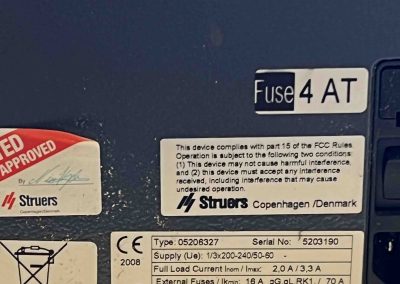 Fuse 4 AT
TED
APPROVED
By
Struers
Copenhagen/Denmark
This device complies with part 15 of the FCC Rules.
Operation is subject to the following two conditions:
(1) This device may not cause harmful interference,
and (2) this device must accept any interference
received, including interference that may cause
undesired operation.
Struers Copenhagen /Denmark
CE
2008
Type: 05206327 Serial No: 5203190
Supply (Ue): 1/3x200-240/50-60 -
Full Load Current Inom / Imax: 2,0 A / 3,3 A
External Fuses / Ikmin: 16 A gG gL RK1 / 70 A